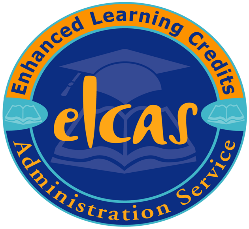 Enhanced Learning Credits
elcas
Administration Service